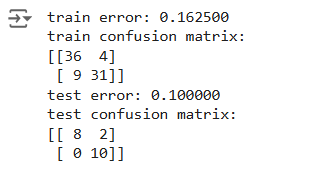 train error: 0.162500
train confusion matrix:
[[36  4]
 [ 9 31]]
test error: 0.100000
test confusion matrix:
[[ 8  2]
 [ 0 10]]